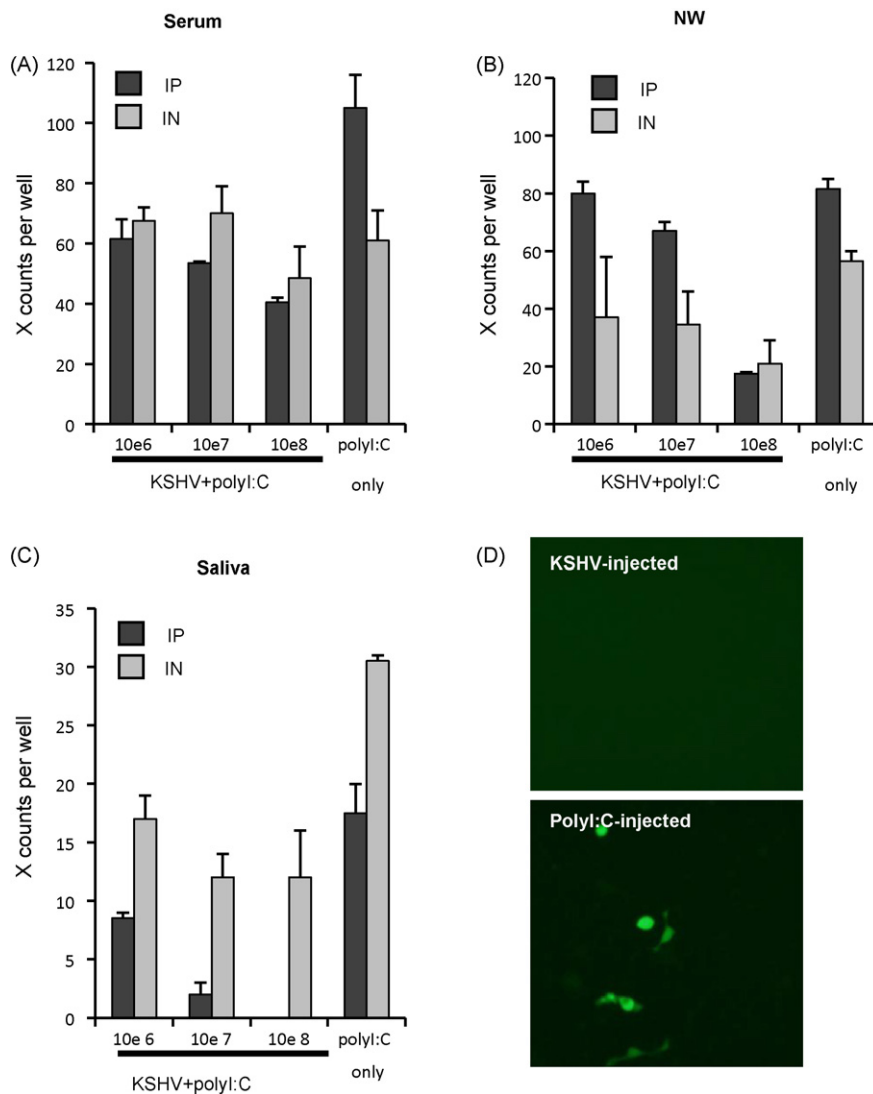 Serum
(A)
120
100
80
60
40
20
0
X counts per well
IP
IN
10e6 10e7 10e8 polyI:C
KSHV+polyI:C only
NW
(B)
120
100
80
60
40
20
0
X counts per well
IP
IN
10e6 10e7 10e8 polyI:C
KSHV+polyI:C only
(C)
Saliva
35
30
25
20
15
10
5
0
X counts per well
IP
IN
10e 6 10e 7 10e 8 polyI:C
KSHV+polyI:C only
(D)
KSHV-injected
PolyI:C-injected